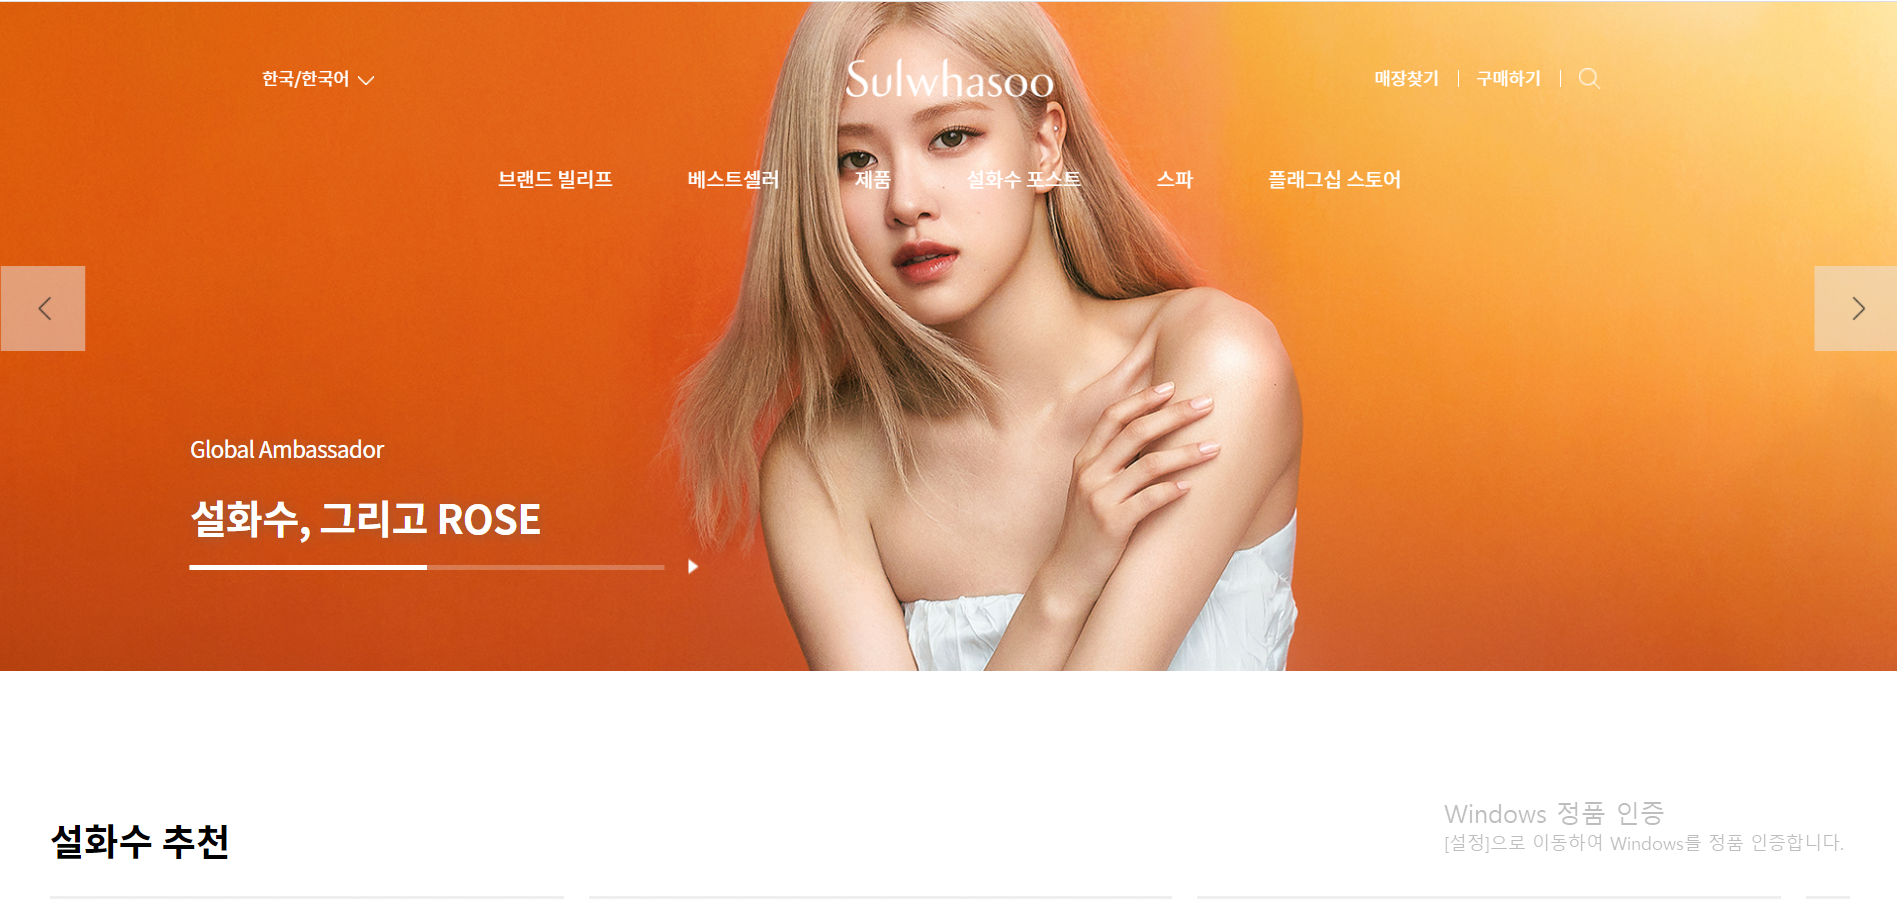 한국/한국어
Sulwhasoo
매장찾기
구매하기
브랜드 빌리프
베스트셀러
제품
설화수 포스트
스파
플래그십 스토어
Global Ambassador
설화수, 그리고 ROSE
설화수 추천
Windows 정품 인증
[설정]으로 이동하여 Windows를 정품 인증합니다.